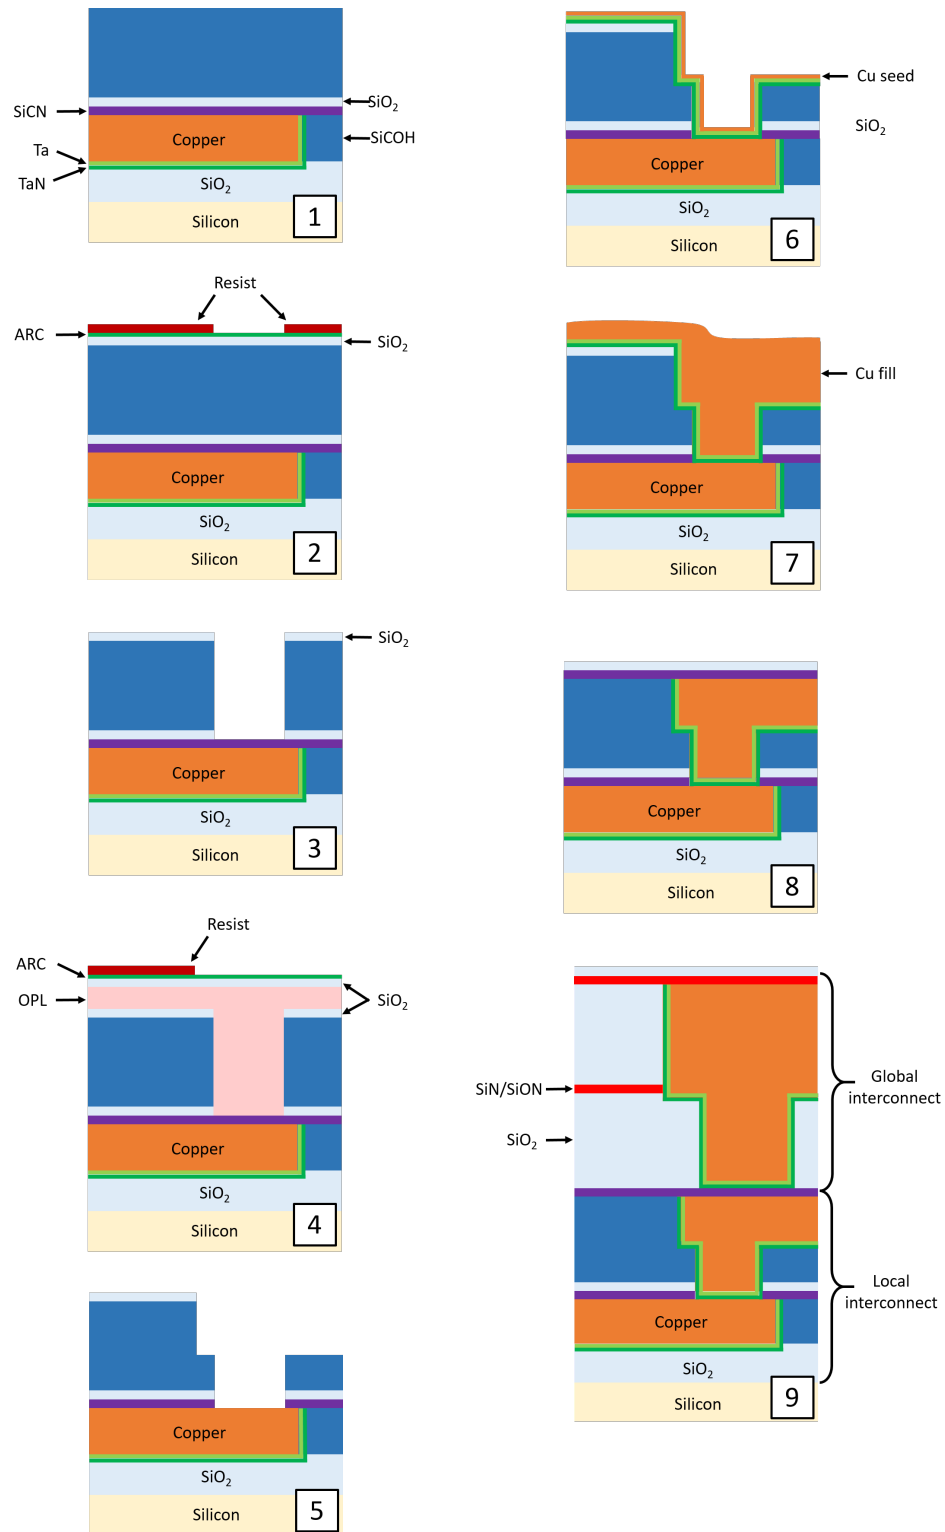 SiO₂
SiCN
Copper
SiCOH
Ta
TaN
SiO₂
Silicon
1
Resist
ARC
SiO₂
Copper
SiO₂
Silicon
2
SiO₂
Copper
SiO₂
Silicon
3
Resist
ARC
OPL
SiO₂
Copper
SiO₂
Silicon
4
Copper
SiO₂
Silicon
5
Cu seed
SiO₂
Copper
SiO₂
Silicon
6
Cu fill
Copper
SiO₂
Silicon
7
Copper
SiO₂
Silicon
8
SiN/SiON
Global
interconnect
SiO₂
Local
interconnect
Copper
SiO₂
Silicon
9